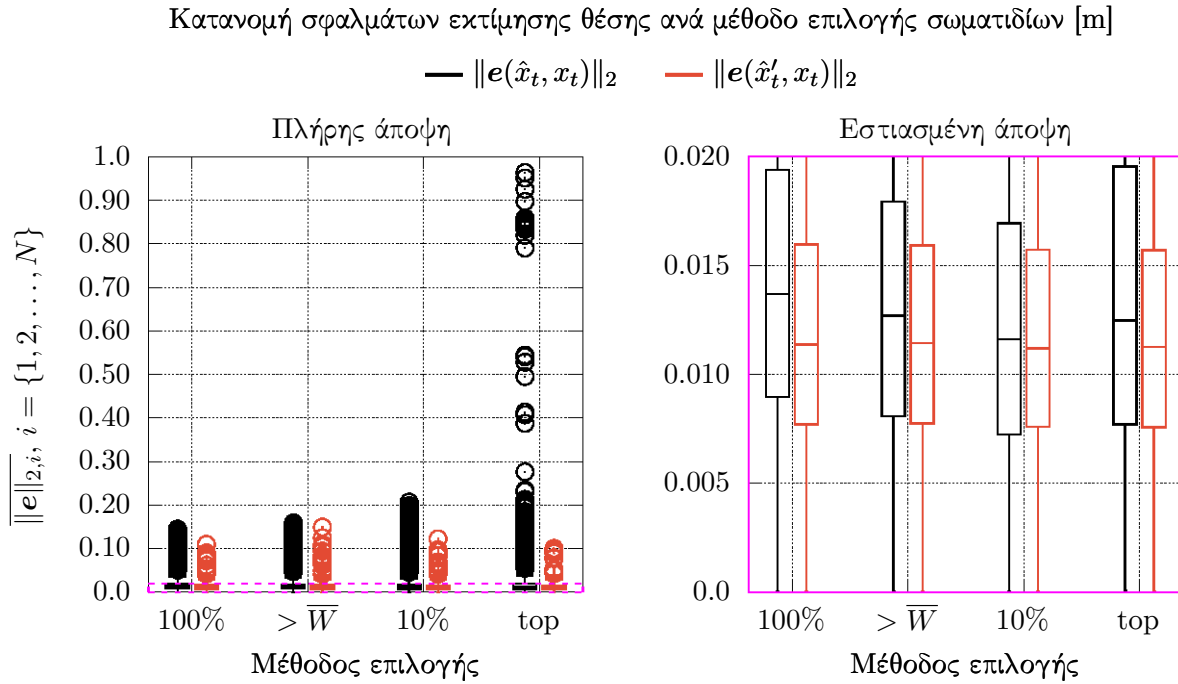 Κατανομή σφαλμάτων εκτίμησης θέσης ανά μέθοδο επιλογής σωματιδίων [m]
‖e(x̂_t, x_t)‖₂ ‖e(x̂′_t, x_t)‖₂
Πλήρης άποψη
‖e‖̅_{2,i}, i = {1, 2, . . . , N}
1.0
0.90
0.80
0.70
0.60
0.50
0.40
0.30
0.20
0.10
0.0
100% > W̅ 10% top
Μέθοδος επιλογής
Εστιασμένη άποψη
0.020
0.015
0.010
0.005
0.0
100% > W̅ 10% top
Μέθοδος επιλογής